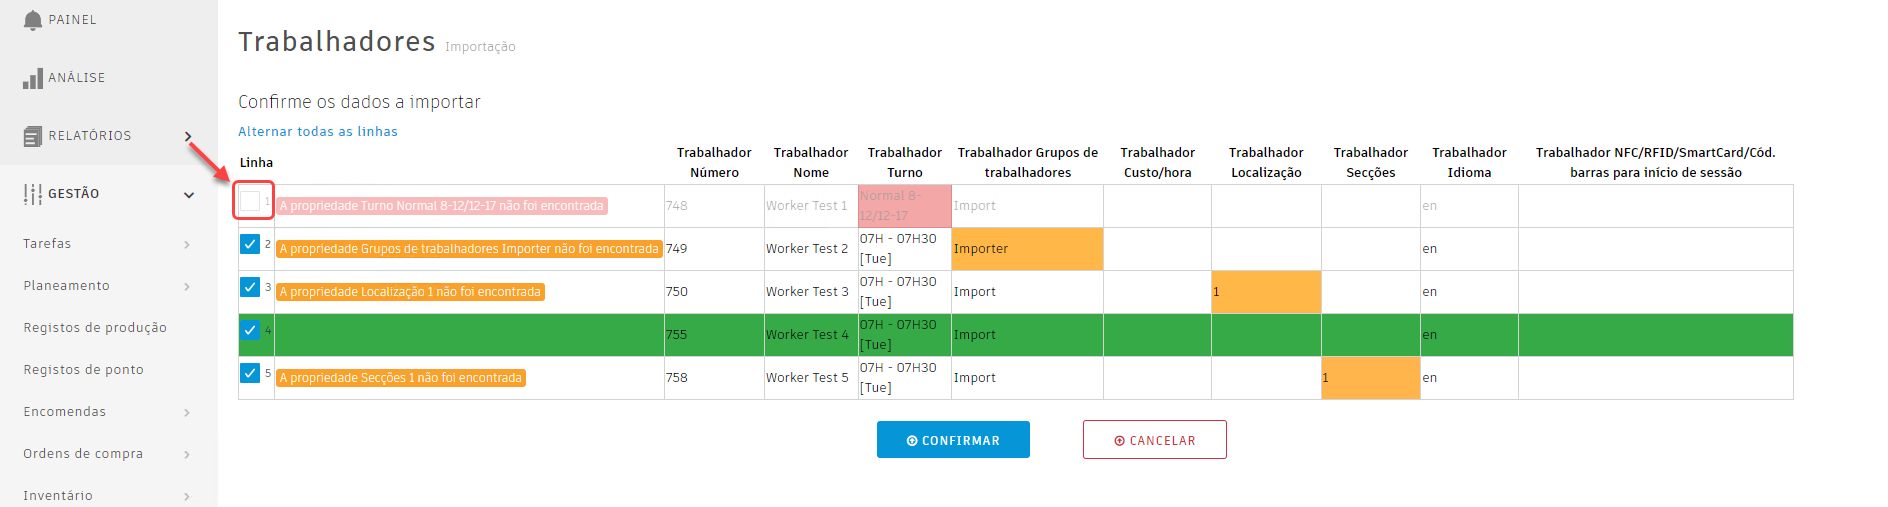 PAINEL
ANÁLISE
RELATÓRIOS
GESTÃO
Tarefas
Planeamento
Registos de produção
Registos de ponto
Encomendas
Ordens de compra
Inventário
Trabalhadores Importação
Confirme os dados a importar
Alternar todas as linhas
Linha
Trabalhador Número
Trabalhador Nome
Trabalhador Turno
Trabalhador Grupos de trabalhadores
Trabalhador Custo/hora
Trabalhador Localização
Trabalhador Secções
Trabalhador Idioma
Trabalhador NFC/RFID/SmartCard/Cód. barras para início de sessão
1 A propriedade Turno Normal 8-12/12-17 não foi encontrada 748 Worker Test 1 Normal 8-12/12-17 Import en
2 A propriedade Grupos de trabalhadores Importer não foi encontrada 749 Worker Test 2 07H - 07H30 [Tue] Importer en
3 A propriedade Localização 1 não foi encontrada 750 Worker Test 3 07H - 07H30 [Tue] Import 1 en
4 755 Worker Test 4 07H - 07H30 [Tue] Import en
5 A propriedade Secções 1 não foi encontrada 758 Worker Test 5 07H - 07H30 [Tue] Import 1 en
CONFIRMAR
CANCELAR